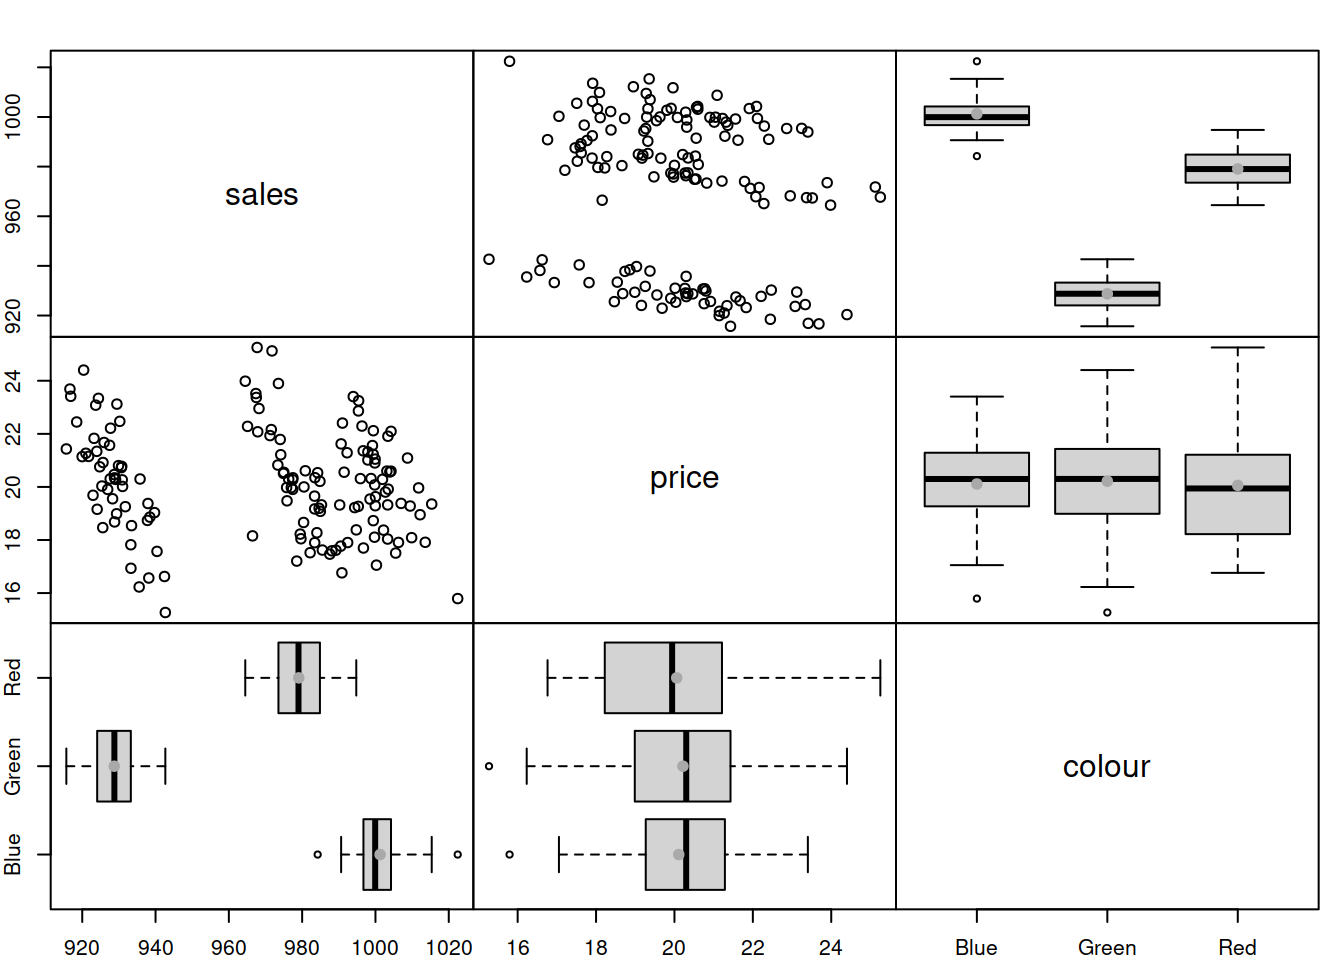 1000
960
920
sales
24
22
20
18
16
price
Red
Green
Blue
colour
920 940 960 980 1000 1020
16 18 20 22 24
Blue Green Red